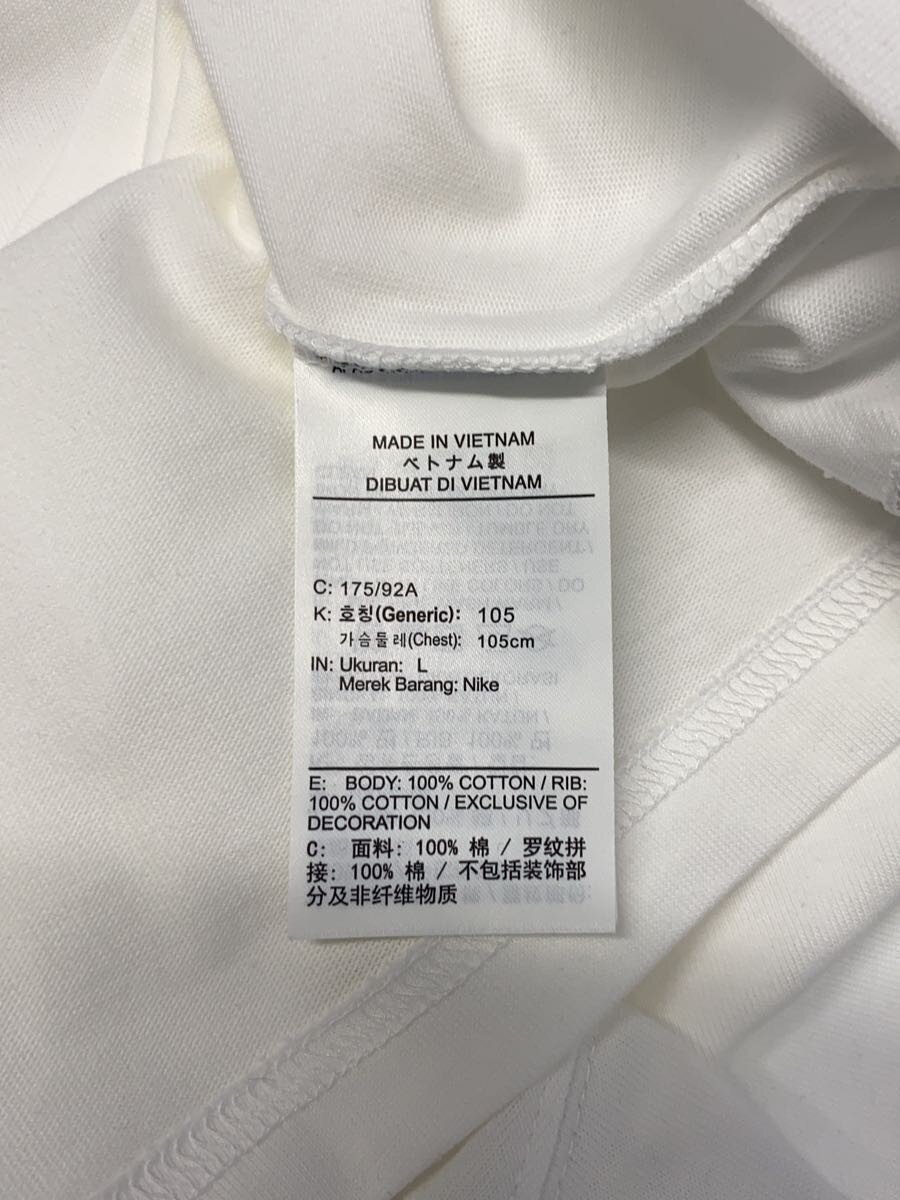 MADE IN VIETNAM
ベトナム製
DIBUAT DI VIETNAM
C: 175/92A
K: 호칭(Generic): 105
가슴둘레(Chest): 105cm
IN: Ukuran: L
Merek Barang: Nike
E: BODY: 100% COTTON / RIB:
100% COTTON / EXCLUSIVE OF
DECORATION
C: 面料: 100% 棉 / 罗纹拼
接: 100% 棉 / 不包括装饰部
分及非纤维物质